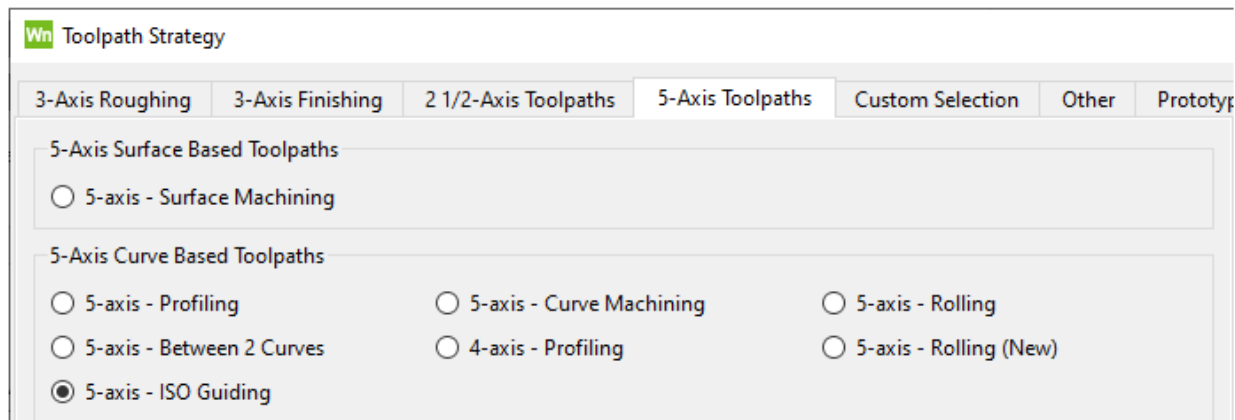 Wn Toolpath Strategy
3-Axis Roughing 3-Axis Finishing 2 1/2-Axis Toolpaths 5-Axis Toolpaths Custom Selection Other Prototyp
5-Axis Surface Based Toolpaths
5-axis - Surface Machining
5-Axis Curve Based Toolpaths
5-axis - Profiling 5-axis - Curve Machining 5-axis - Rolling
5-axis - Between 2 Curves 4-axis - Profiling 5-axis - Rolling (New)
5-axis - ISO Guiding